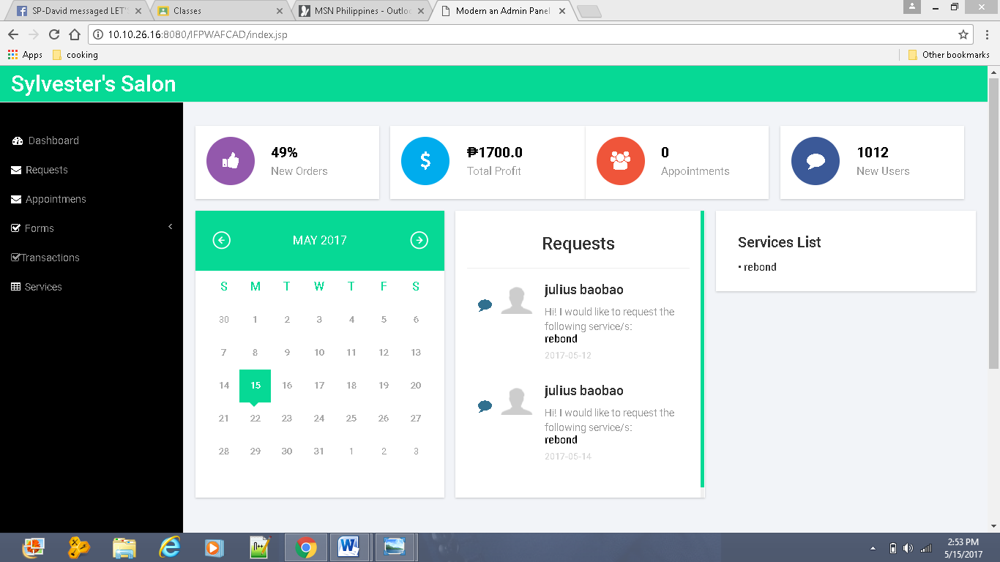 SP-David messaged LET'
Classes
MSN Philippines - Outloo
Modern an Admin Panel
10.10.26.16:8080/IFPWAFCAD/index.jsp
Apps
cooking
Other bookmarks
Sylvester's Salon
Dashboard
Requests
Appointmens
Forms
Transactions
Services
49%
New Orders
₱1700.0
Total Profit
0
Appointments
1012
New Users
MAY 2017
S M T W T F S
30 1 2 3 4 5 6
7 8 9 10 11 12 13
14 15 16 17 18 19 20
21 22 23 24 25 26 27
28 29 30 31 1 2 3
Requests
julius baobao
Hi! I would like to request the
following service/s:
rebond
2017-05-12
julius baobao
Hi! I would like to request the
following service/s:
rebond
2017-05-14
Services List
• rebond
2:53 PM
5/15/2017